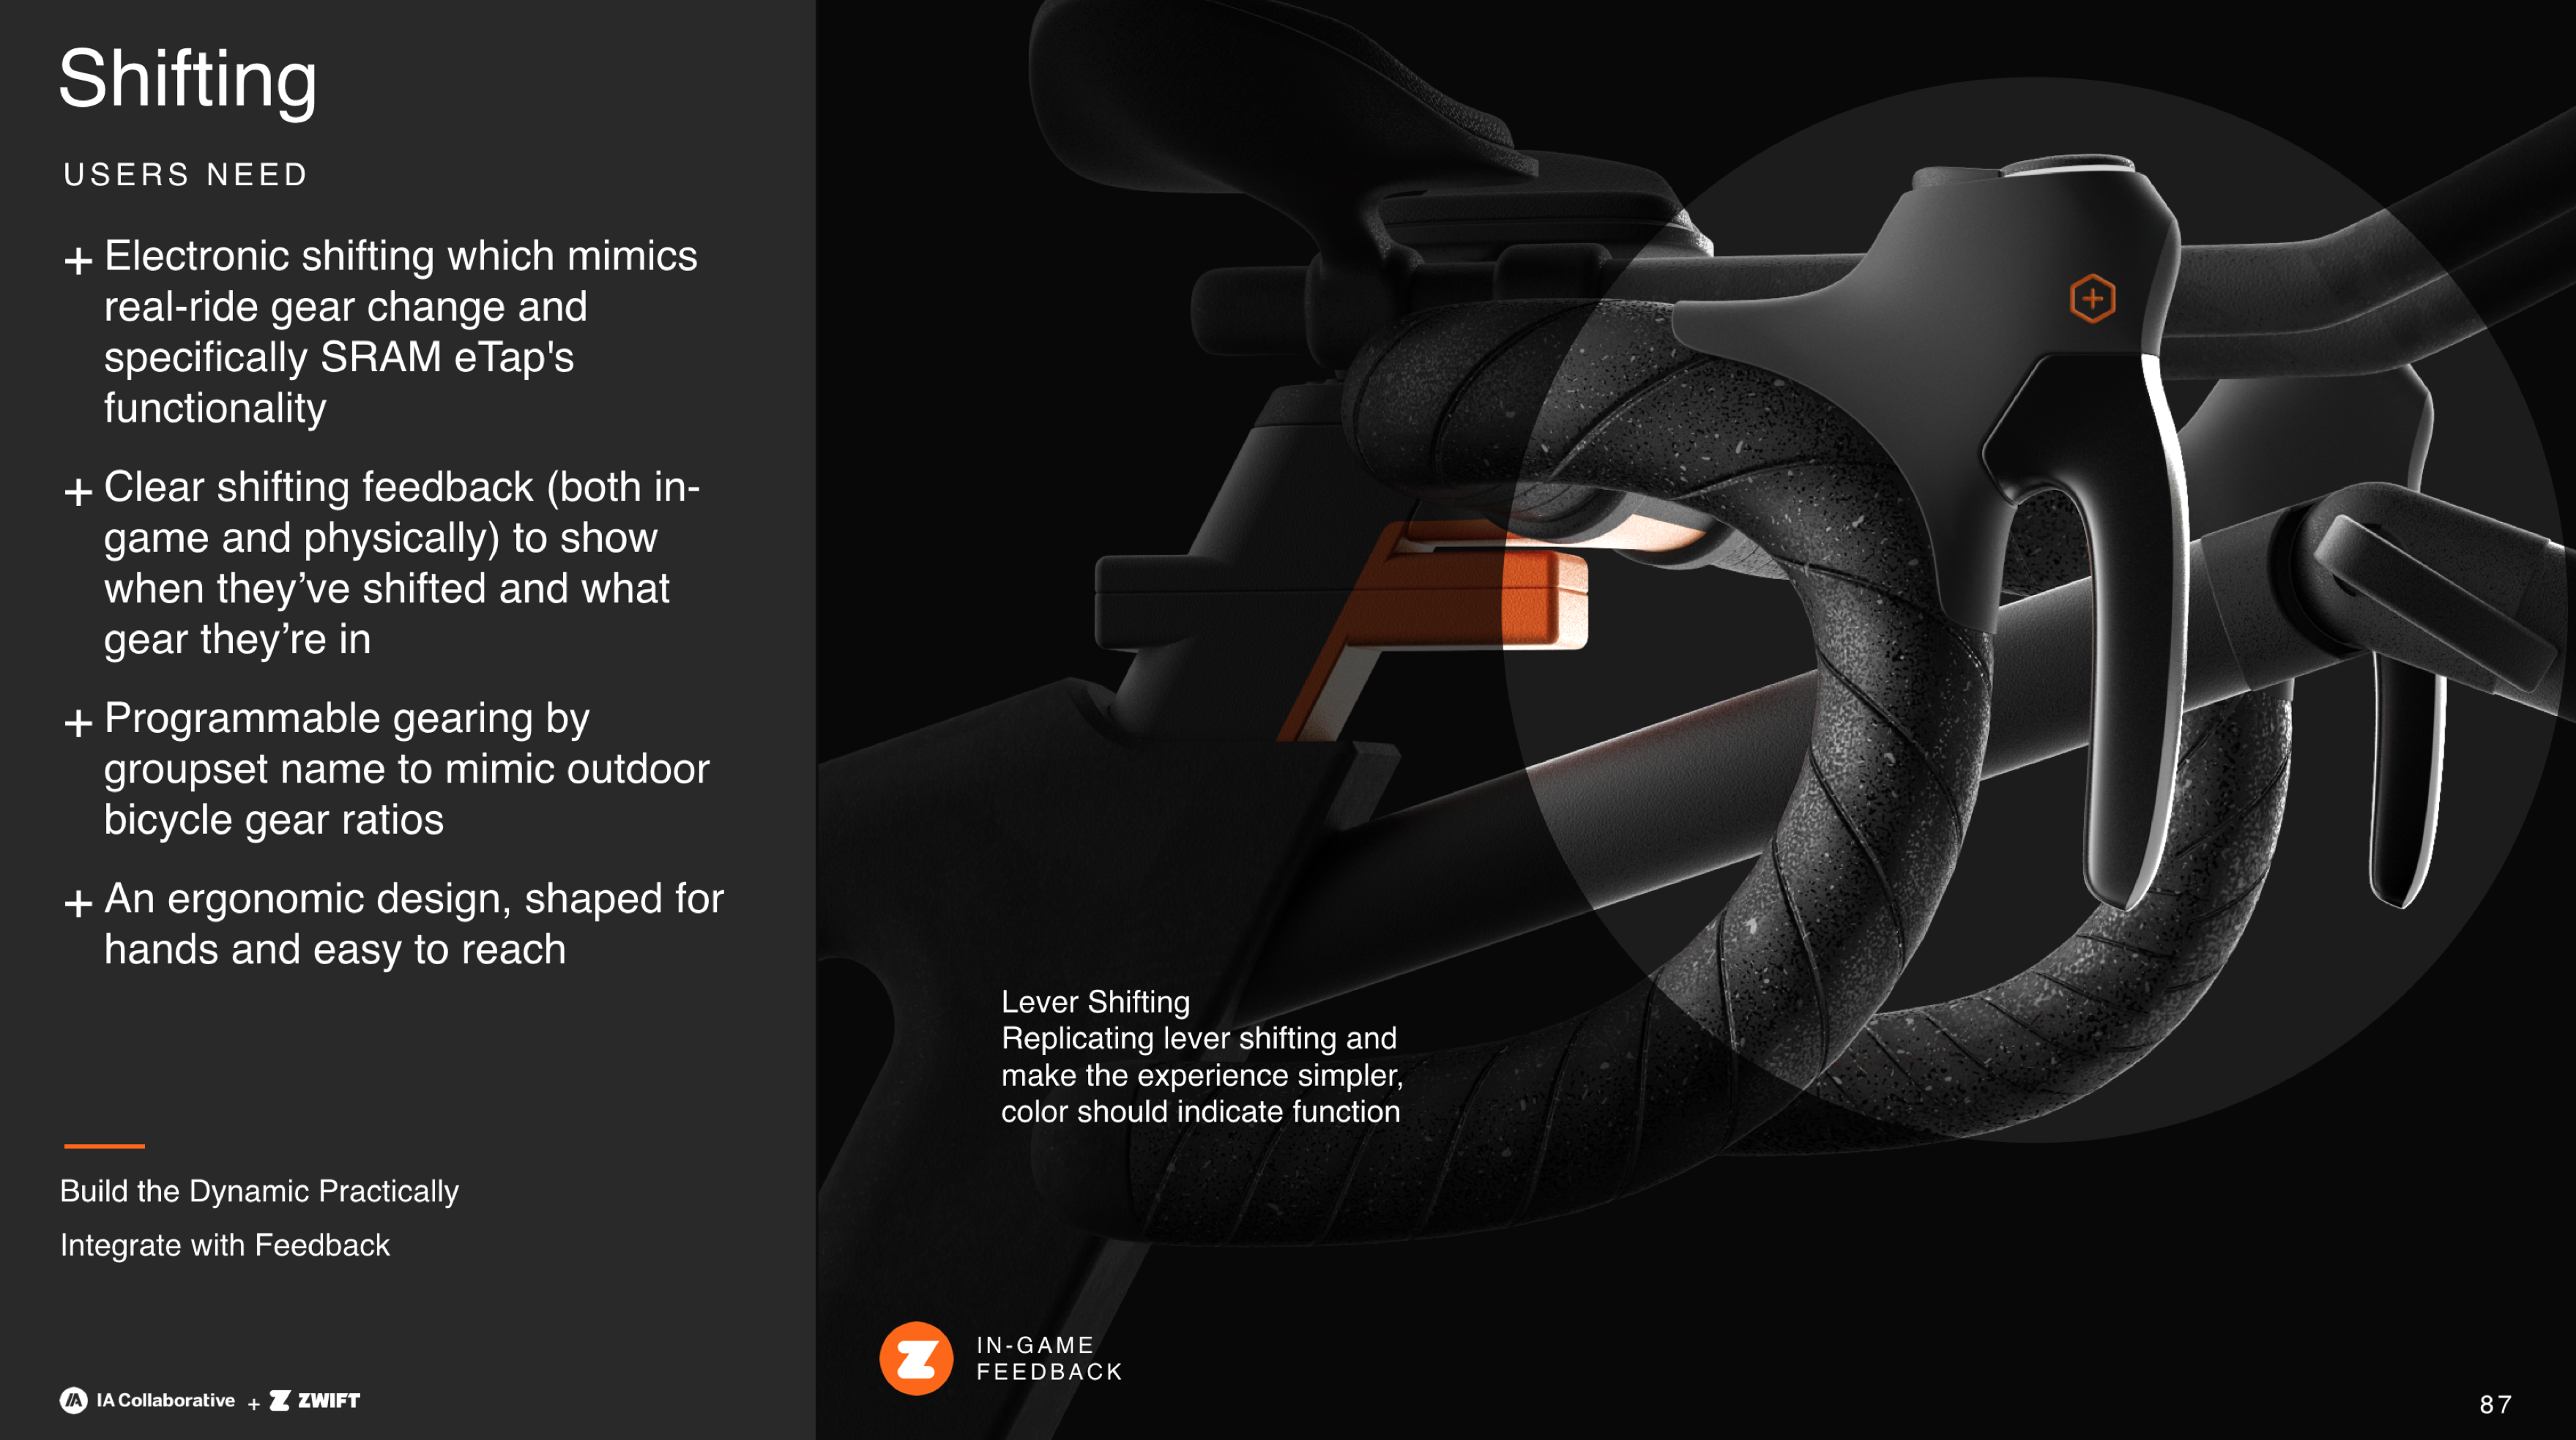 Shifting
USERS NEED
+ Electronic shifting which mimics
real-ride gear change and
specifically SRAM eTap's
functionality
+ Clear shifting feedback (both in-
game and physically) to show
when they’ve shifted and what
gear they’re in
+ Programmable gearing by
groupset name to mimic outdoor
bicycle gear ratios
+ An ergonomic design, shaped for
hands and easy to reach
Build the Dynamic Practically
Integrate with Feedback
IA IA Collaborative + Z ZWIFT
Lever Shifting
Replicating lever shifting and
make the experience simpler,
color should indicate function
Z
IN-GAME
FEEDBACK
87